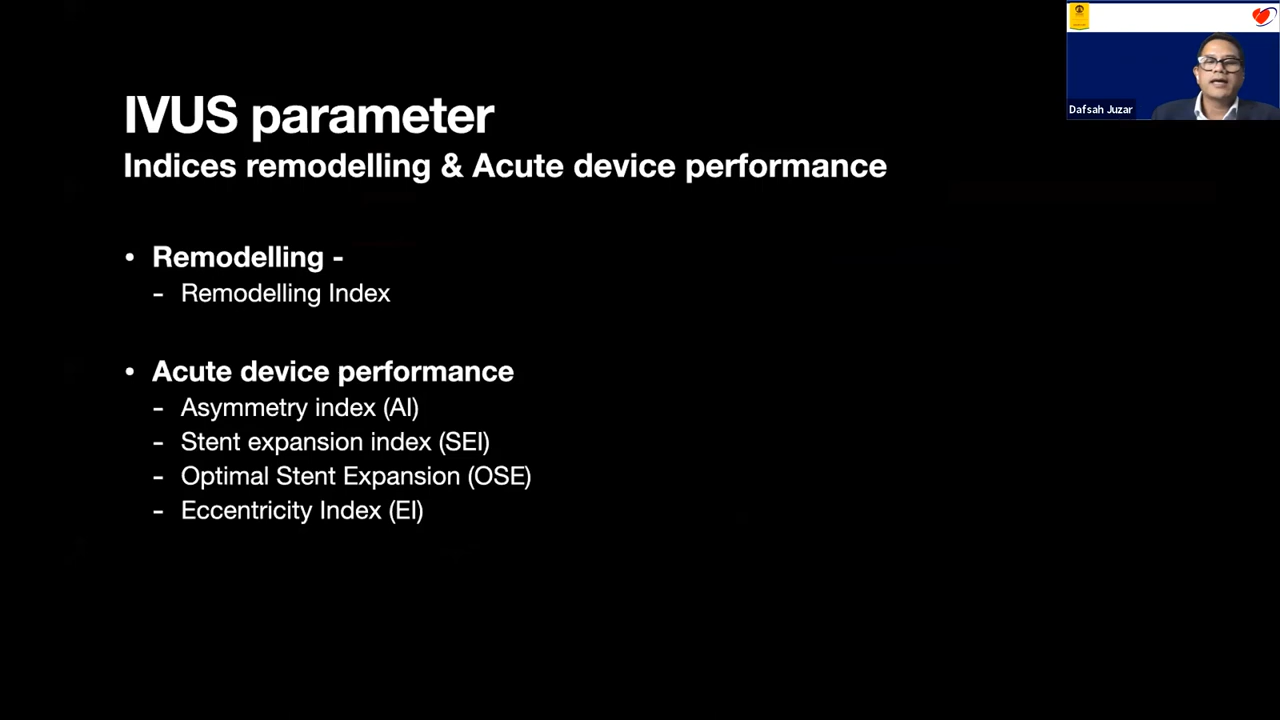 IVUS parameter
Indices remodelling & Acute device performance
• Remodelling -
- Remodelling Index
• Acute device performance
- Asymmetry index (AI)
- Stent expansion index (SEI)
- Optimal Stent Expansion (OSE)
- Eccentricity Index (EI)
Dafsah Juzar